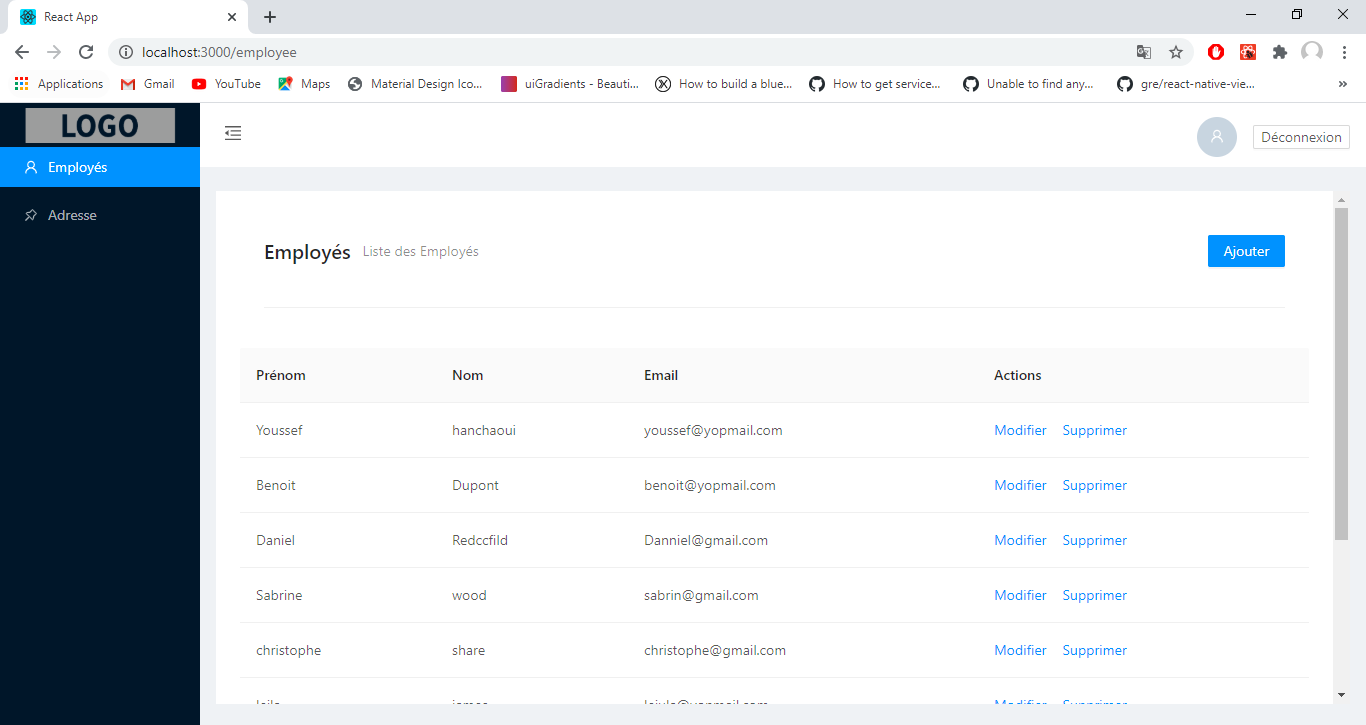 React App
localhost:3000/employee
Applications Gmail YouTube Maps Material Design Ico... uiGradients - Beauti... How to build a blue... How to get service... Unable to find any... gre/react-native-vie... »
LOGO
Déconnexion
Employés
Adresse
Employés Liste des Employés Ajouter
Prénom Nom Email Actions
Youssef hanchaoui youssef@yopmail.com Modifier Supprimer
Benoit Dupont benoit@yopmail.com Modifier Supprimer
Daniel Redccfild Danniel@gmail.com Modifier Supprimer
Sabrine wood sabrin@gmail.com Modifier Supprimer
christophe share christophe@gmail.com Modifier Supprimer
Modifier Supprimer